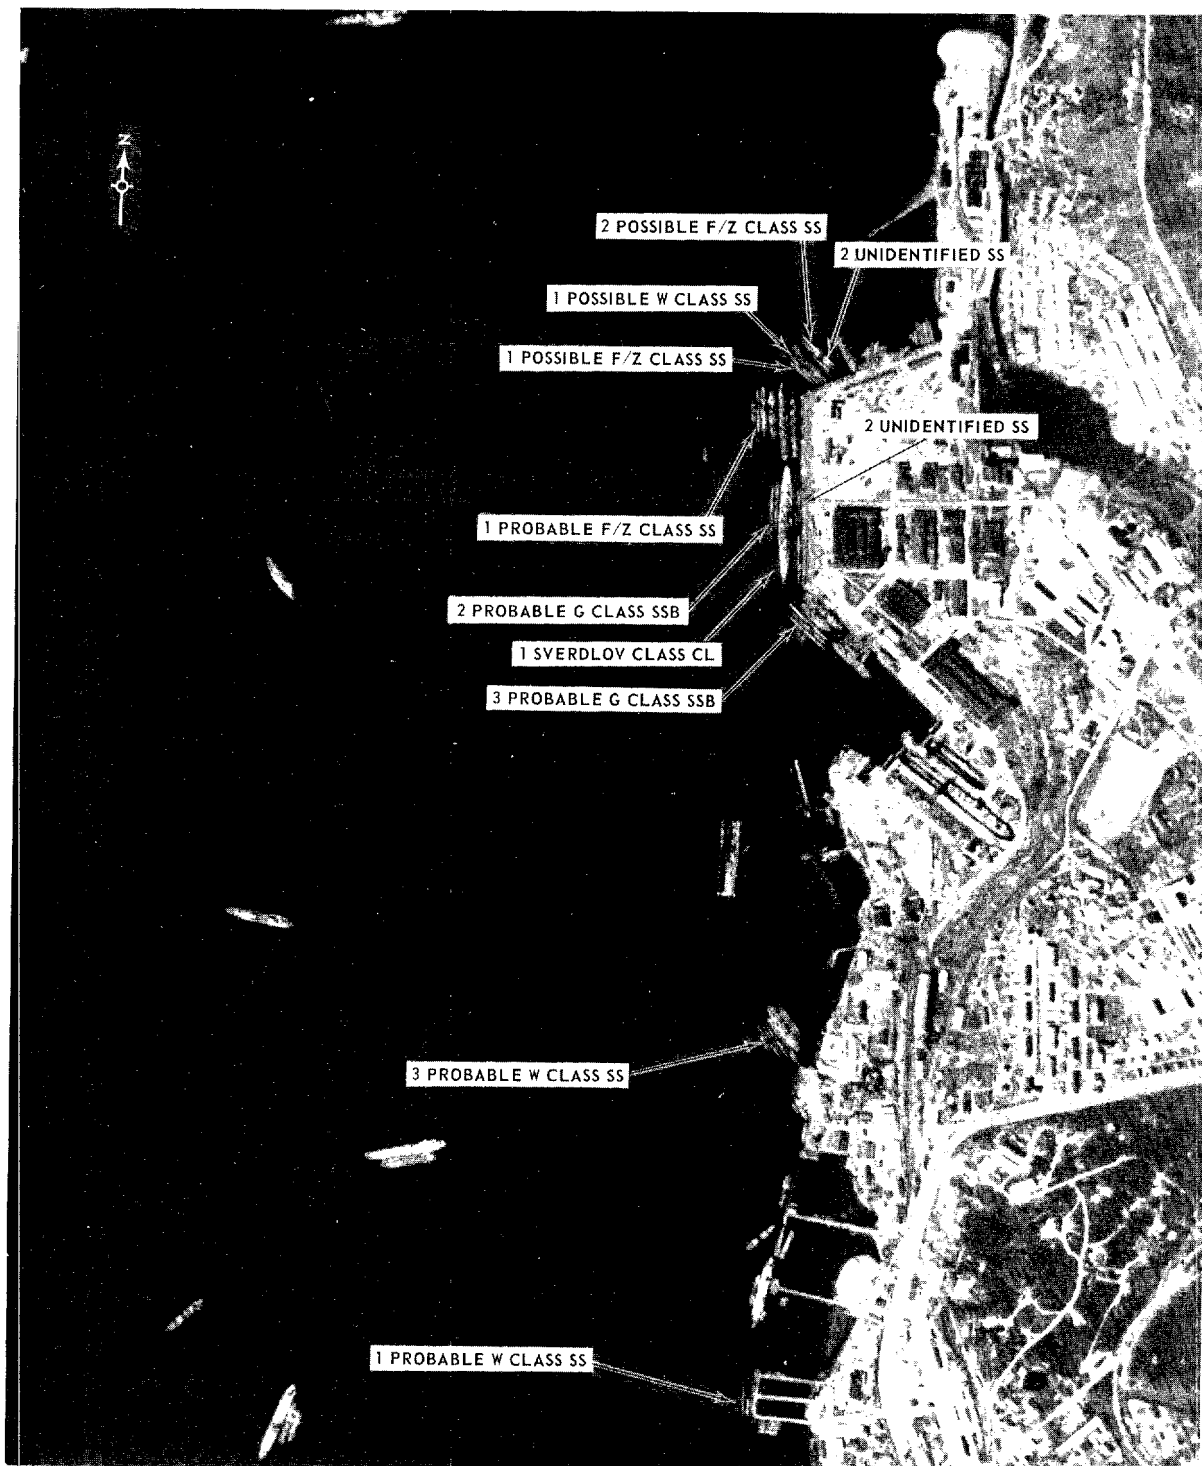 N
2 POSSIBLE F/Z CLASS SS
2 UNIDENTIFIED SS
1 POSSIBLE W CLASS SS
1 POSSIBLE F/Z CLASS SS
2 UNIDENTIFIED SS
1 PROBABLE F/Z CLASS SS
2 PROBABLE G CLASS SSB
1 SVERDLOV CLASS CL
3 PROBABLE G CLASS SSB
3 PROBABLE W CLASS SS
1 PROBABLE W CLASS SS